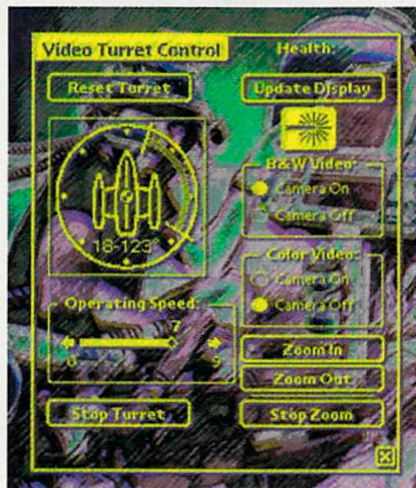 Video Turret Control
Health:
Reset Turret
Update Display
B&W Video:
Camera On
Camera Off
18-123°
Color Video:
Camera On
Camera Off
Operating Speed:
7
0
9
Zoom In
Zoom Out
Stop Turret
Stop Zoom